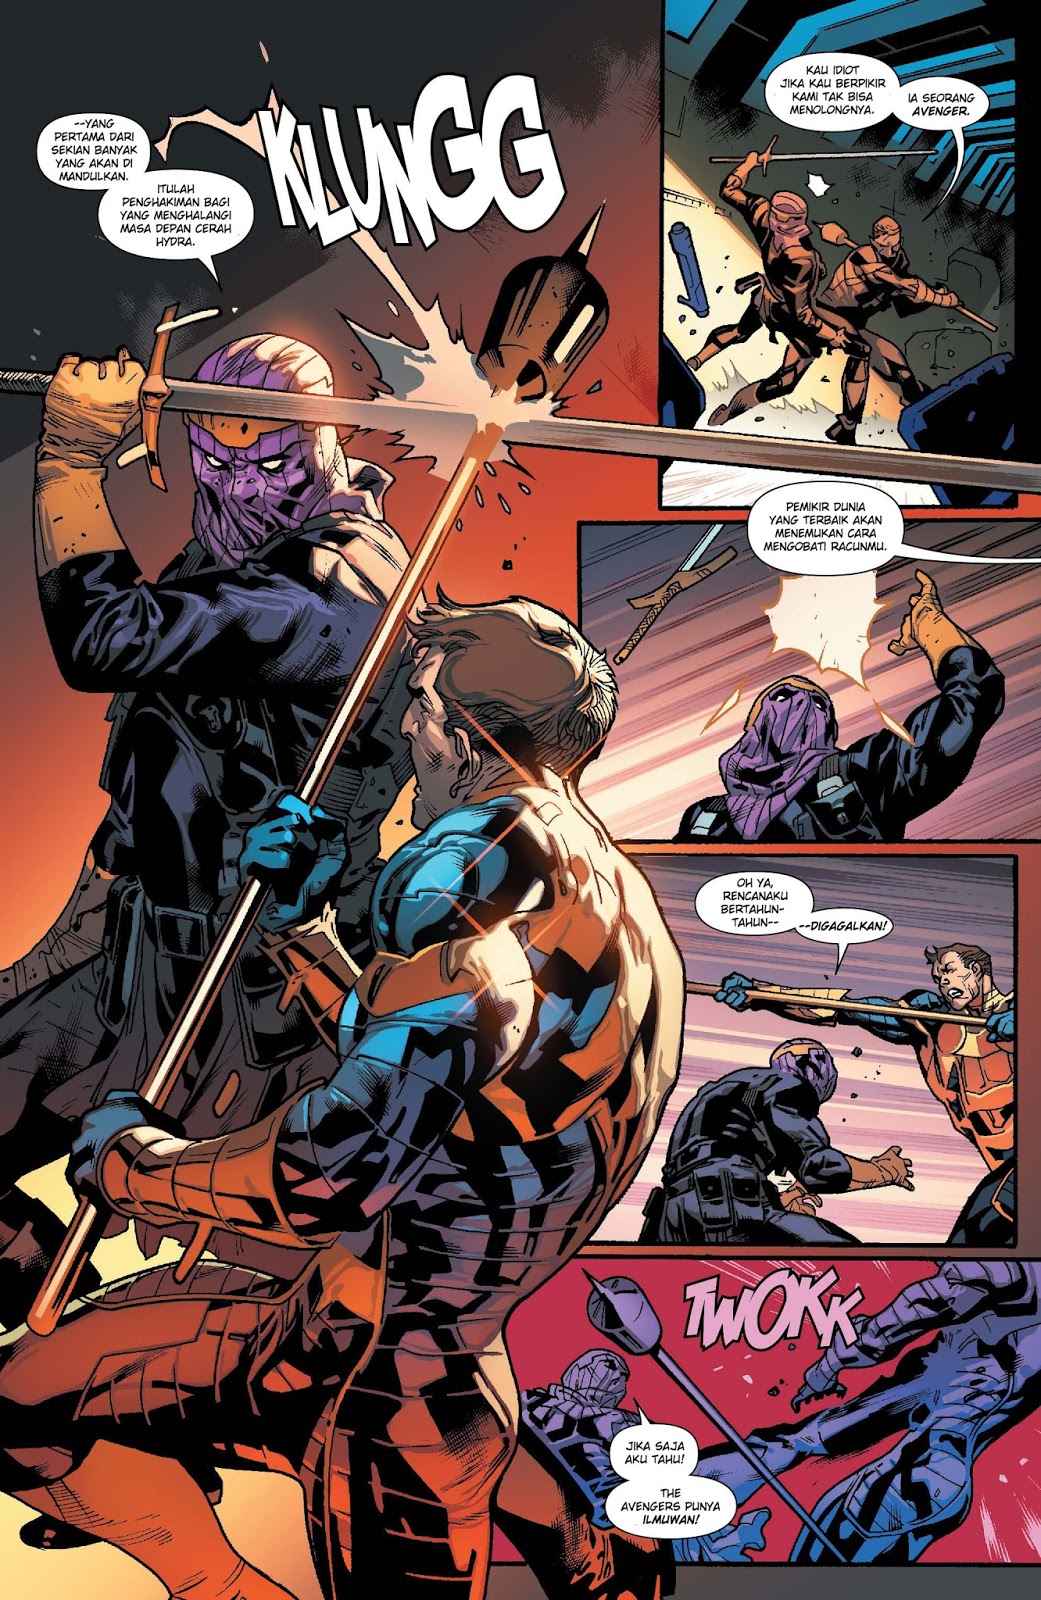 --YANG
PERTAMA DARI
SEKIAN BANYAK
YANG AKAN DI
MANDULKAN.
ITULAH
PENGHAKIMAN BAGI
YANG MENGHALANGI
MASA DEPAN CERAH
HYDRA.
KLUNGG
KAU IDIOT
JIKA KAU BERPIKIR
KAMI TAK BISA
MENOLONGNYA.
IA SEORANG
AVENGER.
PEMIKIR DUNIA
YANG TERBAIK AKAN
MENEMUKAN CARA
MENGOBATI RACUNMU.
OH YA,
RENCANAKU
BERTAHUN-
TAHUN--
--DIGAGALKAN!
TWOKK
JIKA SAJA
AKU TAHU!
THE
AVENGERS PUNYA
ILMUWAN!